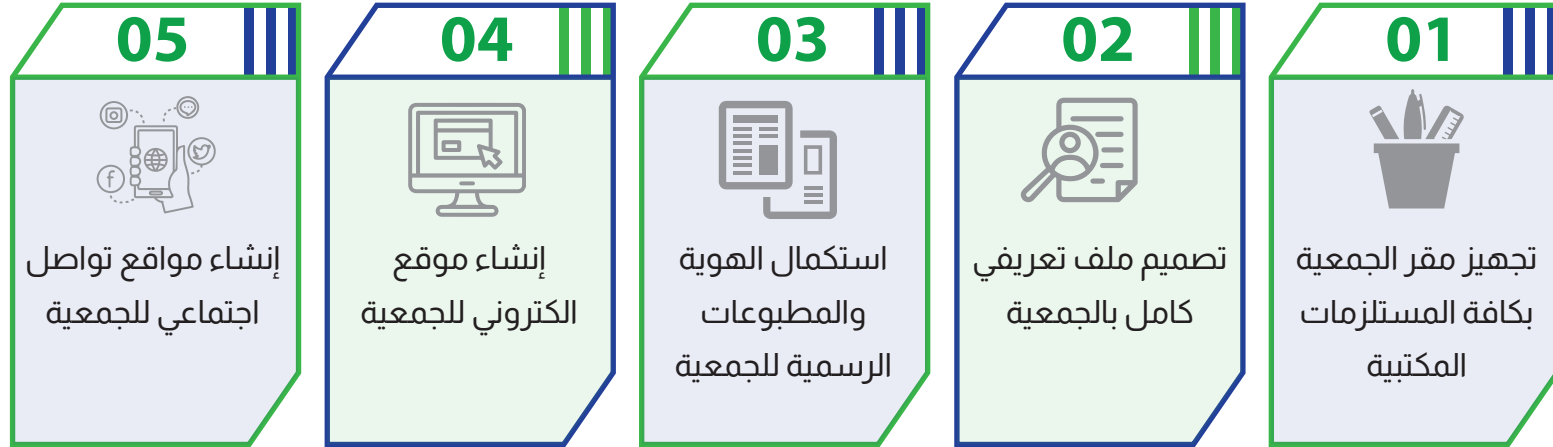 01
تجهيز مقر الجمعية
بكافة المستلزمات
المكتبية
02
تصميم ملف تعريفي
كامل بالجمعية
03
استكمال الهوية
والمطبوعات
الرسمية للجمعية
04
إنشاء موقع
الكتروني للجمعية
05
إنشاء مواقع تواصل
اجتماعي للجمعية